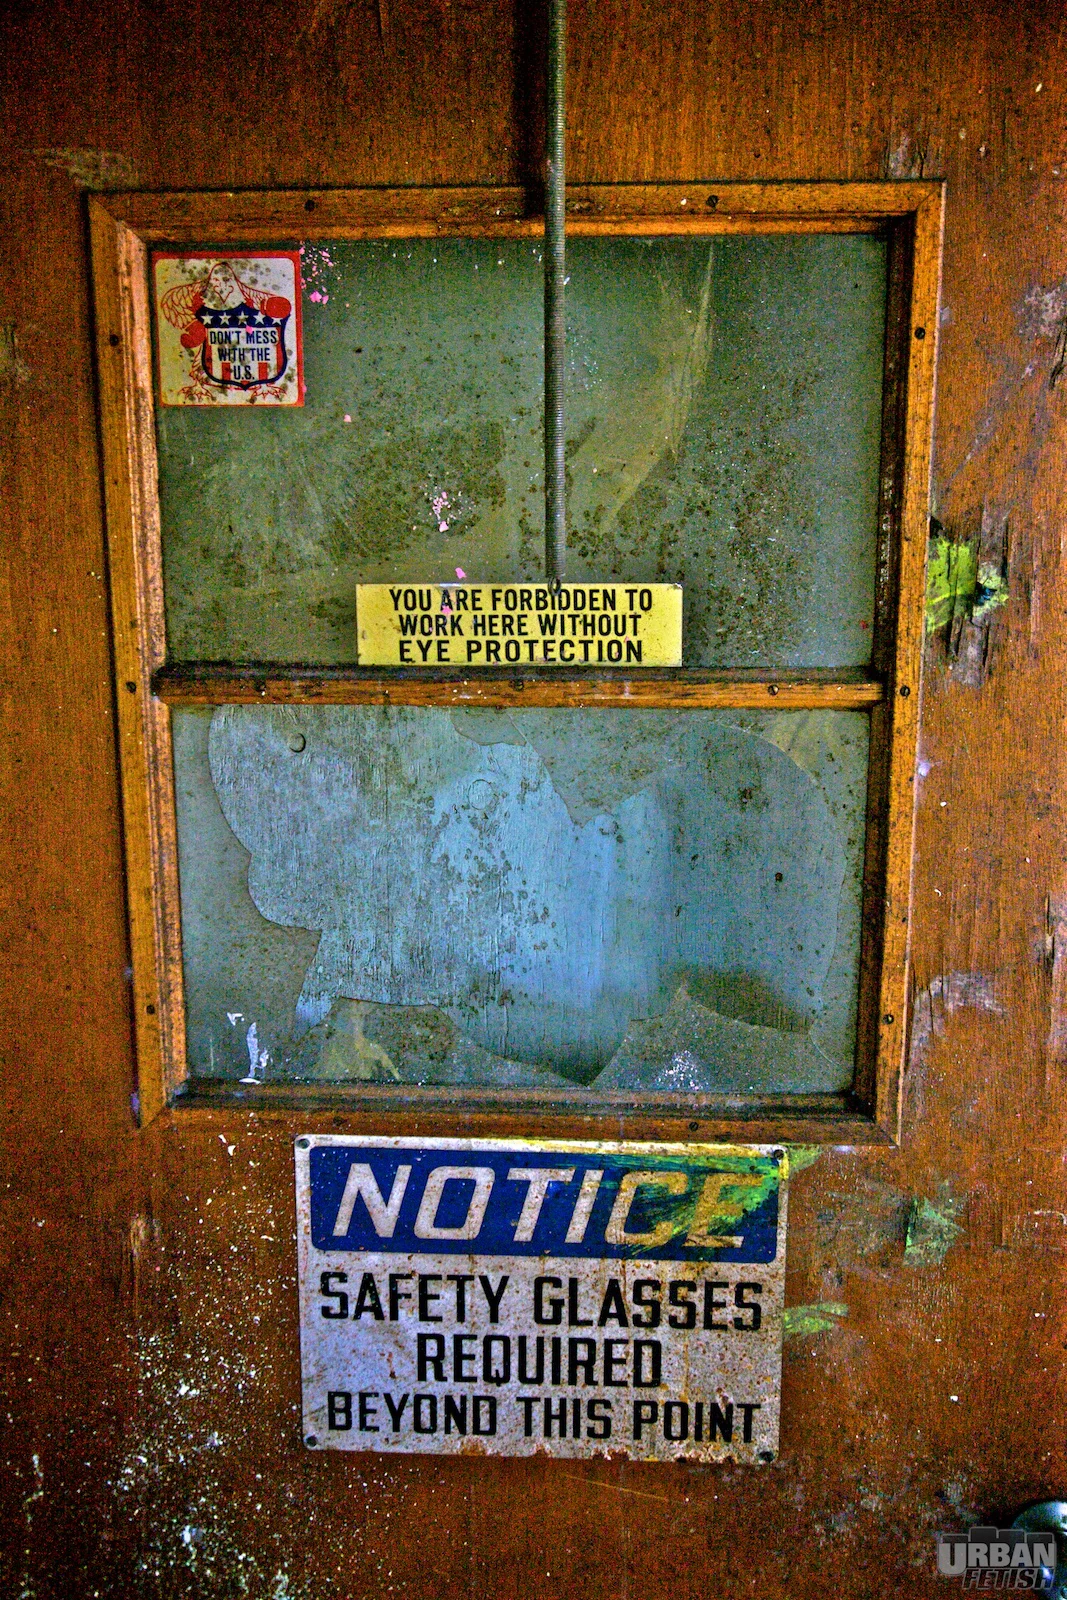 DON'T MESS
WITH THE
U.S.
YOU ARE FORBIDDEN TO
WORK HERE WITHOUT
EYE PROTECTION
NOTICE
SAFETY GLASSES
REQUIRED
BEYOND THIS POINT
URBAN
FETISH